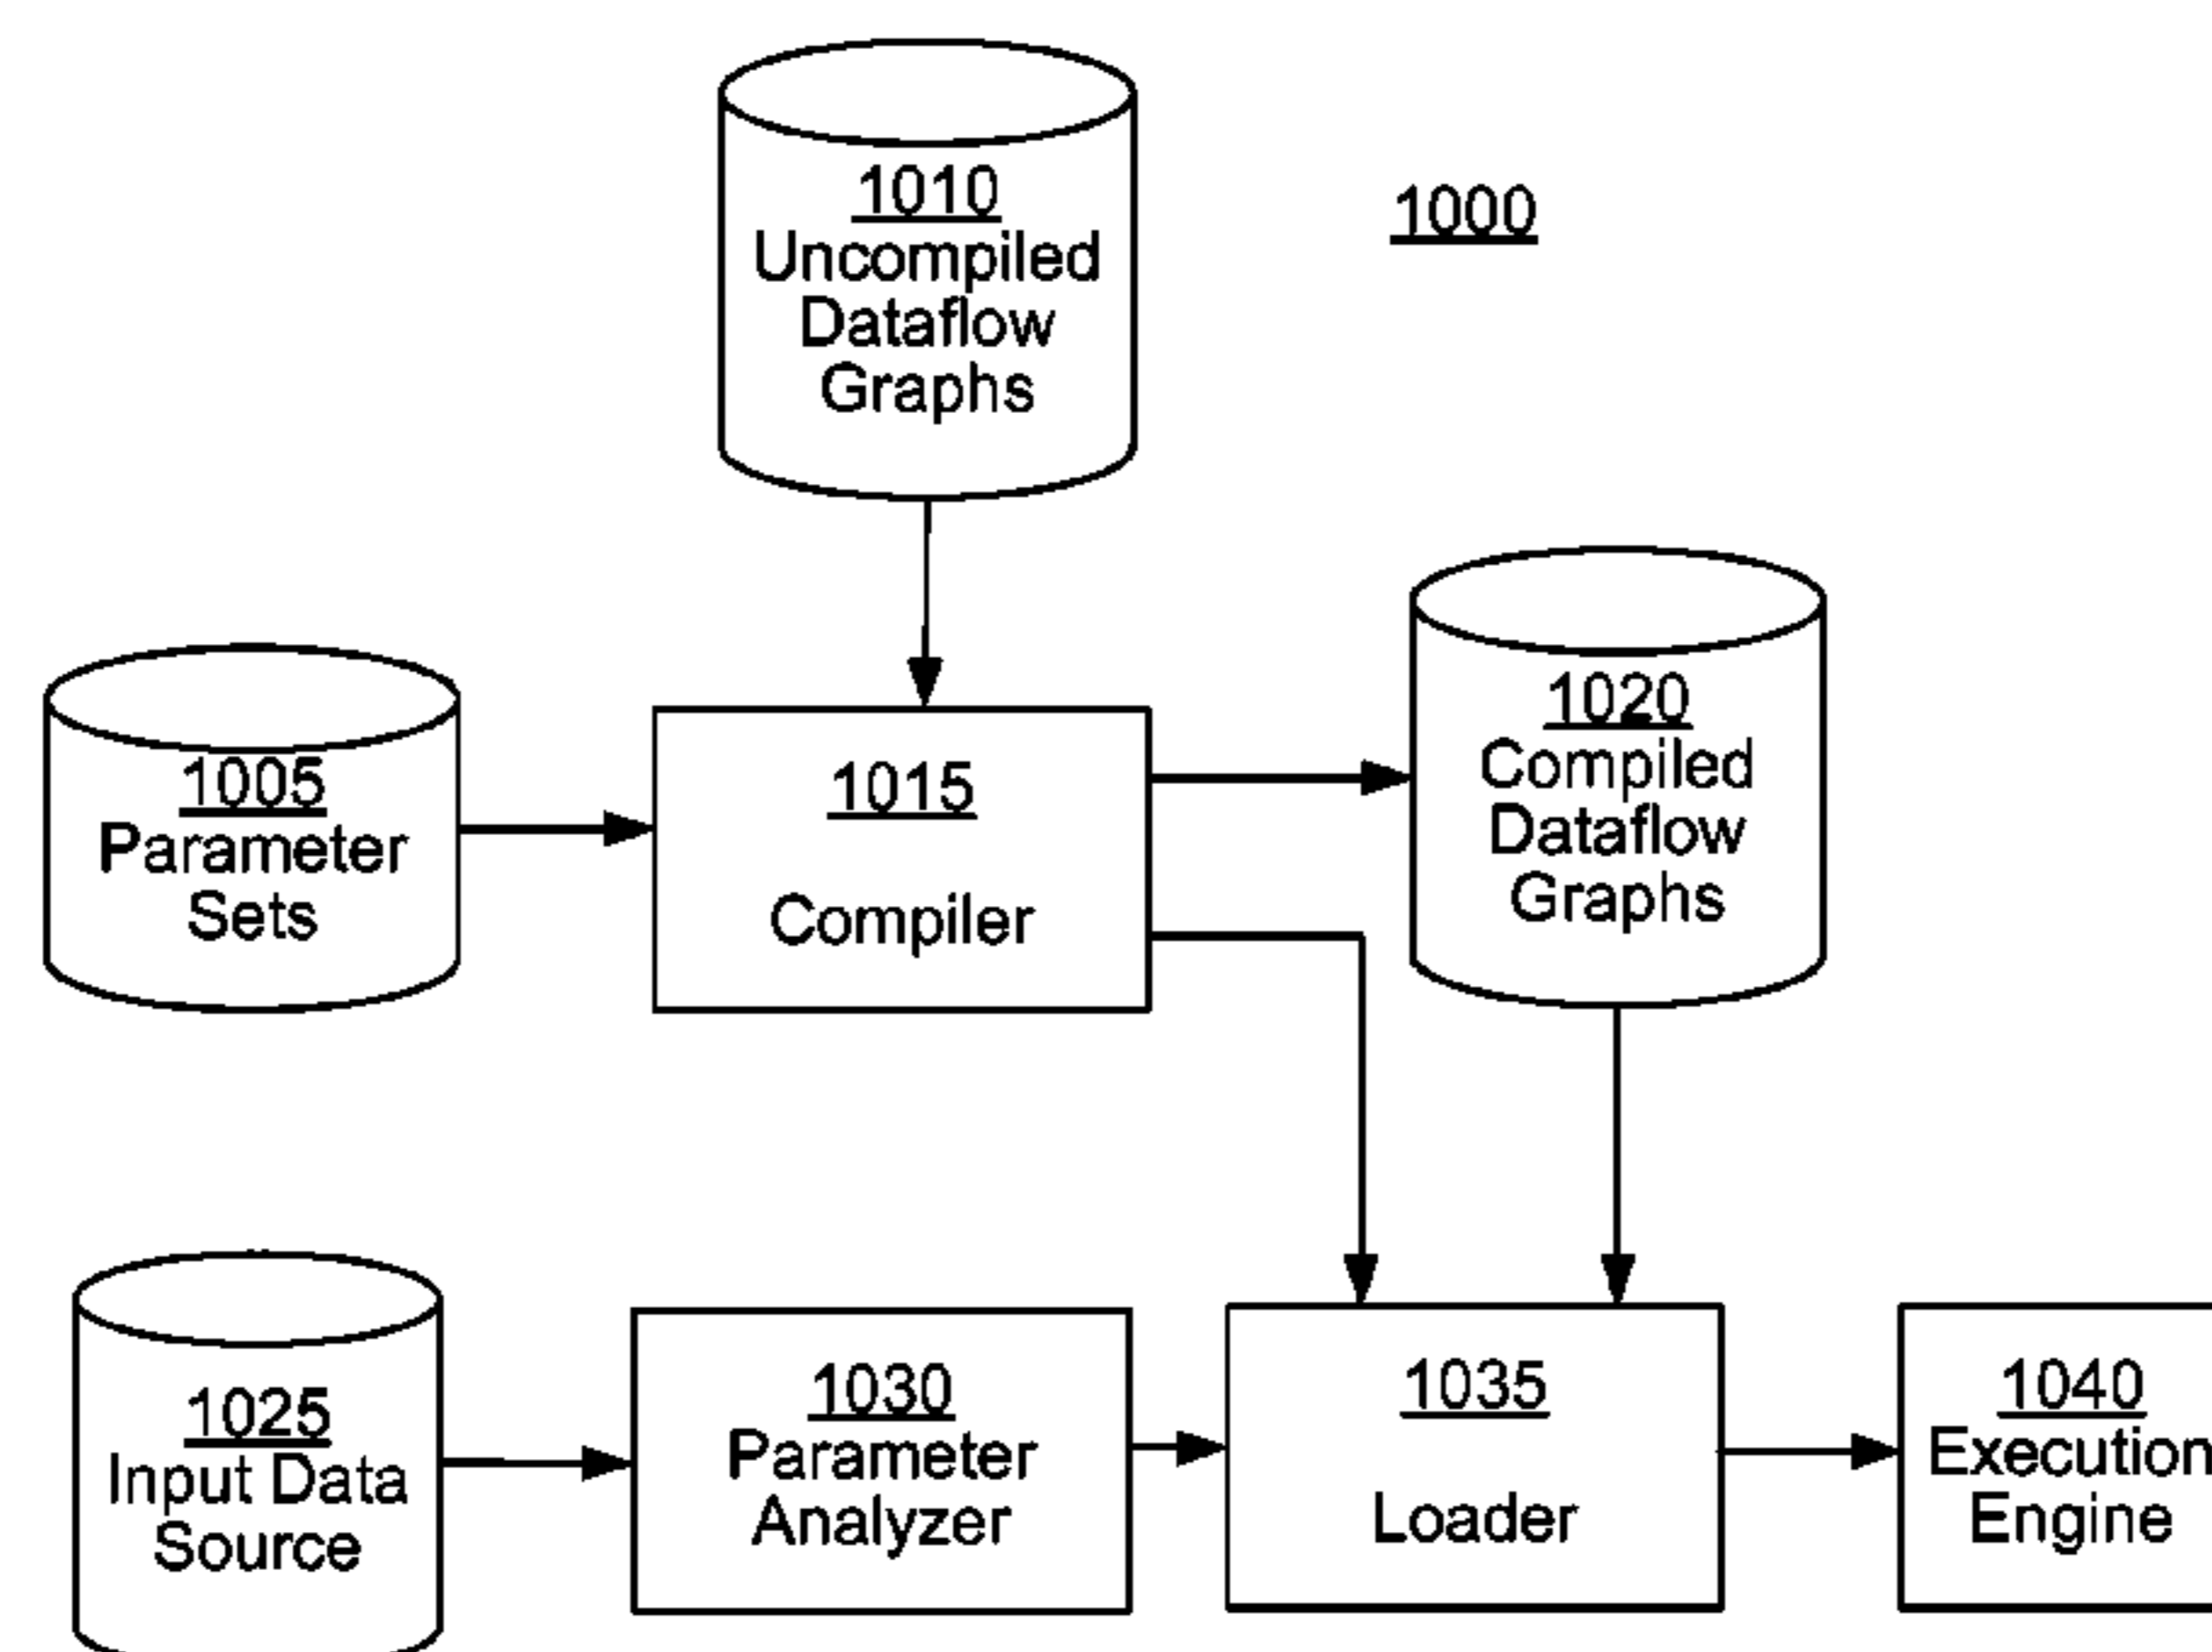 1010
Uncompiled
Dataflow
Graphs
1000
1005
Parameter
Sets
1015
Compiler
1020
Compiled
Dataflow
Graphs
1025
Input Data
Source
1030
Parameter
Analyzer
1035
Loader
1040
Execution
Engine